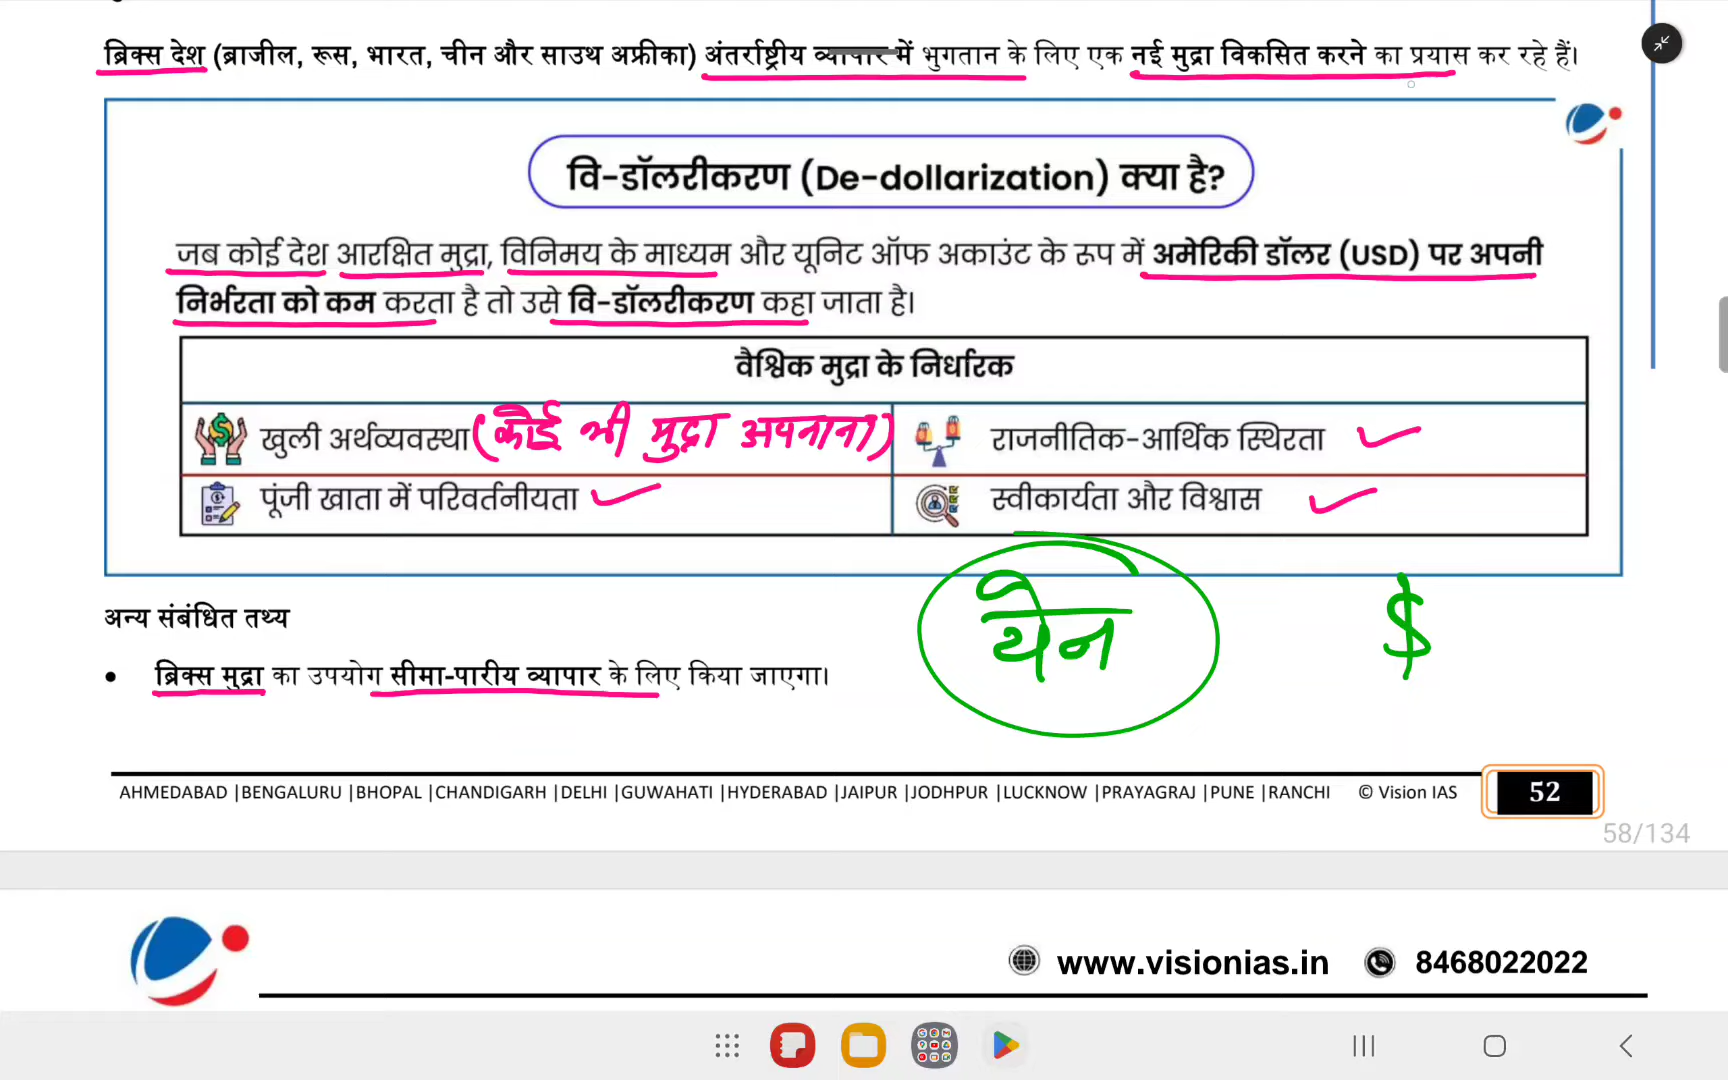 ब्रिक्स देश (ब्राजील, रूस, भारत, चीन और साउथ अफ्रीका) अंतर्राष्ट्रीय व्यापार में भुगतान के लिए एक नई मुद्रा विकसित करने का प्रयास कर रहे हैं।
वि-डॉलरीकरण (De-dollarization) क्या है?
जब कोई देश आरक्षित मुद्रा, विनिमय के माध्यम और यूनिट ऑफ अकाउंट के रूप में अमेरिकी डॉलर (USD) पर अपनी
निर्भरता को कम करता है तो उसे वि-डॉलरीकरण कहा जाता है।
वैश्विक मुद्रा के निर्धारक
खुली अर्थव्यवस्था (कोई भी मुद्रा अपनाना)
राजनीतिक-आर्थिक स्थिरता
पूंजी खाता में परिवर्तनीयता
स्वीकार्यता और विश्वास
येन
$
अन्य संबंधित तथ्य
• ब्रिक्स मुद्रा का उपयोग सीमा-पारीय व्यापार के लिए किया जाएगा।
AHMEDABAD |BENGALURU |BHOPAL |CHANDIGARH |DELHI |GUWAHATI |HYDERABAD |JAIPUR |JODHPUR |LUCKNOW |PRAYAGRAJ |PUNE |RANCHI © Vision IAS
52
58/134
www.visionias.in 8468022022